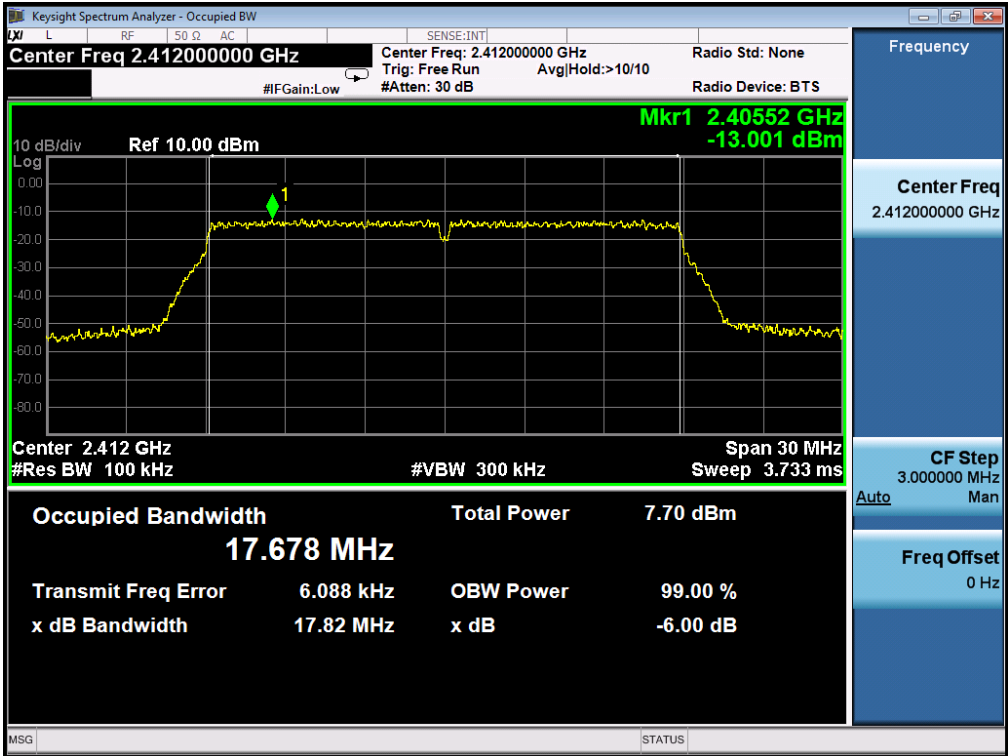 Keysight Spectrum Analyzer - Occupied BW
LXI L RF 50 Ω AC SENSE:INT
Center Freq 2.412000000 GHz
#IFGain:Low
Center Freq: 2.412000000 GHz
Trig: Free Run Avg|Hold:>10/10
#Atten: 30 dB
Radio Std: None
Radio Device: BTS
Mkr1 2.40552 GHz
-13.001 dBm
10 dB/div Ref 10.00 dBm
Log
0.00
-10.0
-20.0
-30.0
-40.0
-50.0
-60.0
-70.0
-80.0
1
Center 2.412 GHz Span 30 MHz
#Res BW 100 kHz #VBW 300 kHz Sweep 3.733 ms
Occupied Bandwidth Total Power 7.70 dBm
17.678 MHz
Transmit Freq Error 6.088 kHz OBW Power 99.00 %
x dB Bandwidth 17.82 MHz x dB -6.00 dB
MSG STATUS
Frequency
Center Freq
2.412000000 GHz
CF Step
3.000000 MHz
Auto Man
Freq Offset
0 Hz